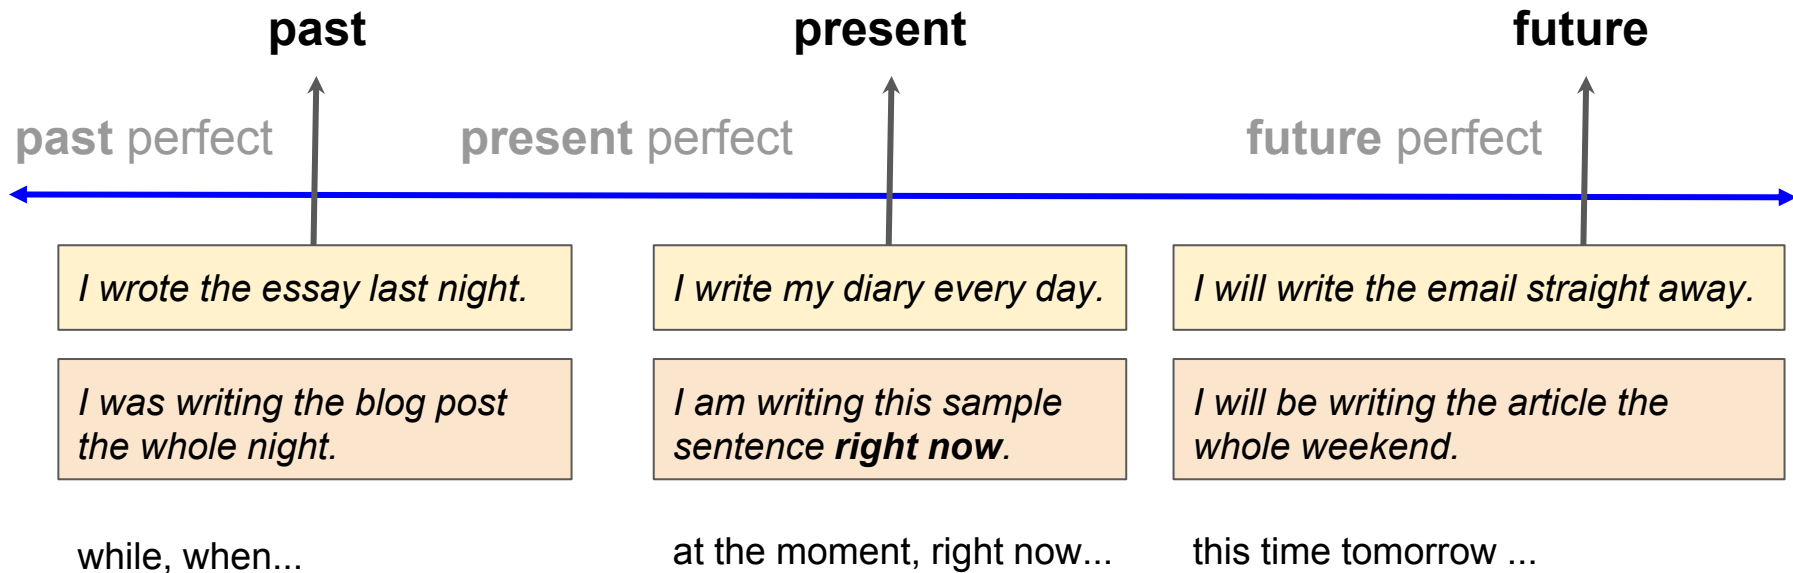 past
present
future
past perfect
present perfect
future perfect
I wrote the essay last night.
I write my diary every day.
I will write the email straight away.
I was writing the blog post
the whole night.
I am writing this sample
sentence right now.
I will be writing the article the
whole weekend.
while, when...
at the moment, right now...
this time tomorrow ...